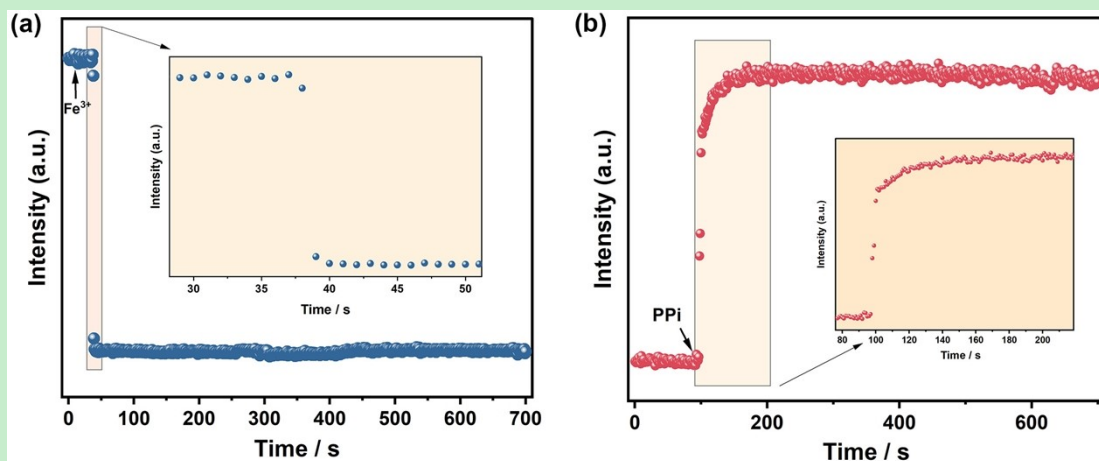 (a)
Fe³⁺
Intensity (a.u.)
Intensity (a.u.)
30 35 40 45 50
Time / s
0 100 200 300 400 500 600 700
Time / s
(b)
PPi
Intensity (a.u.)
Intensity (a.u.)
80 100 120 140 160 180 200
Time / s
0 200 400 600
Time / s